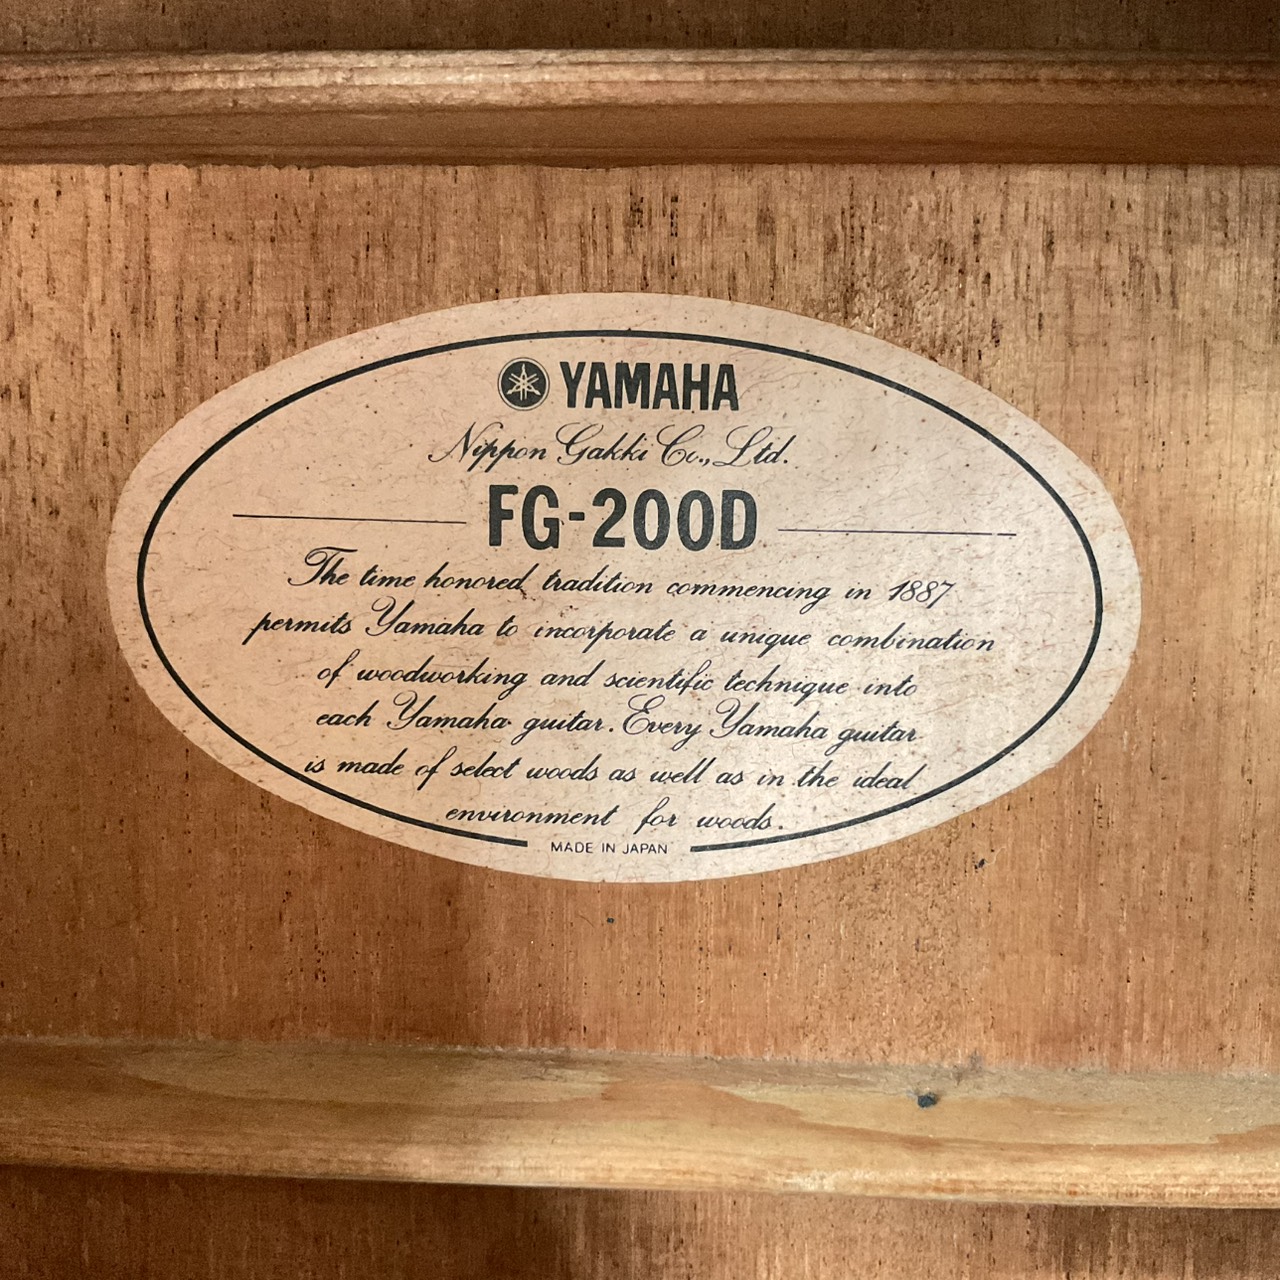 YAMAHA
Nippon Gakki Co., Ltd.
FG-200D
The time honored tradition commencing in 1887
permits Yamaha to incorporate a unique combination
of woodworking and scientific technique into
each Yamaha guitar. Every Yamaha guitar
is made of select woods as well as in the ideal
environment for woods.
MADE IN JAPAN